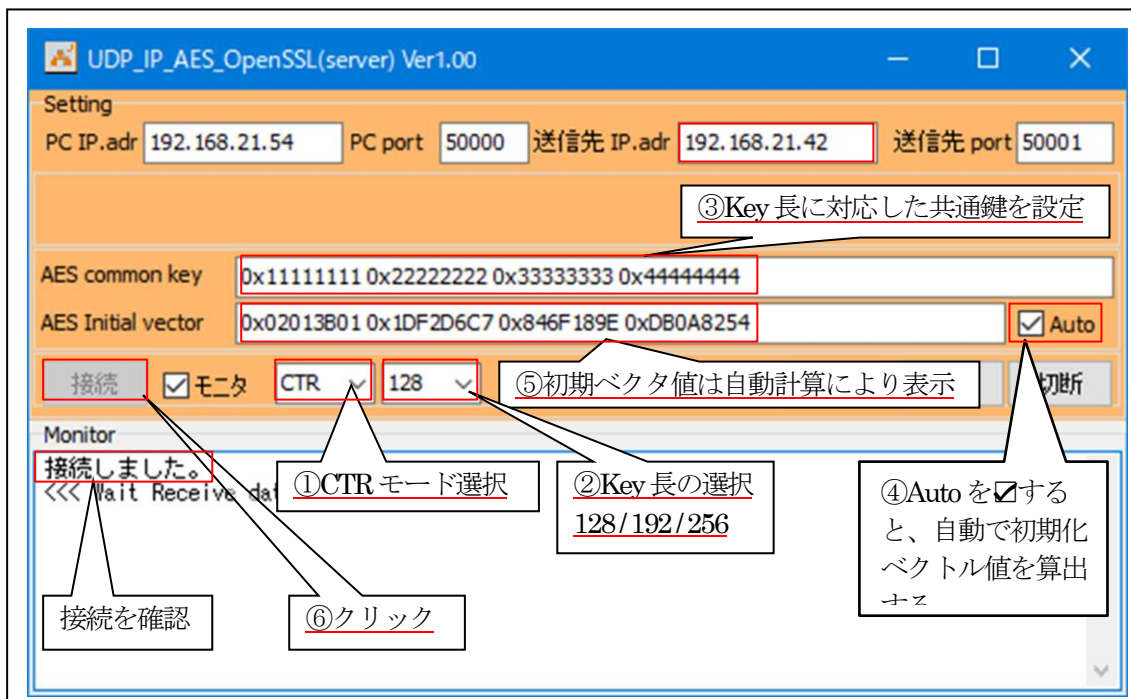 UDP_IP_AES_OpenSSL(server) Ver1.00
Setting
PC IP.adr 192.168.21.54 PC port 50000 送信先 IP.adr 192.168.21.42 送信先 port 50001
③Key 長に対応した共通鍵を設定
AES common key 0x11111111 0x22222222 0x33333333 0x44444444
AES Initial vector 0x02013B01 0x1DF2D6C7 0x846F189E 0xDB0A8254 Auto
接続 モニタ CTR 128 ⑤初期ベクタ値は自動計算により表示 切断
Monitor
接続しました。
<<< Wait Receive dat
①CTR モード選択
②Key 長の選択
128/192/256
④Auto を☑する
と、自動で初期化
ベクトル値を算出
する
接続を確認
⑥クリック